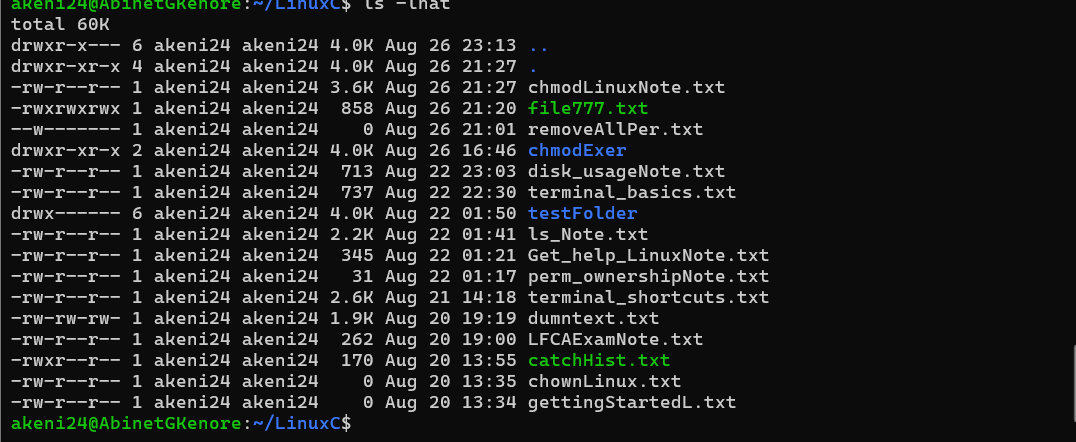 akeni24@AbinetGKenore:~/LinuxC$ ls -lhat
total 60K
drwxr-x--- 6 akeni24 akeni24 4.0K Aug 26 23:13 ..
drwxr-xr-x 4 akeni24 akeni24 4.0K Aug 26 21:27 .
-rw-r--r-- 1 akeni24 akeni24 3.6K Aug 26 21:27 chmodLinuxNote.txt
-rwxrwxrwx 1 akeni24 akeni24  858 Aug 26 21:20 file777.txt
--w------- 1 akeni24 akeni24    0 Aug 26 21:01 removeAllPer.txt
drwxr-xr-x 2 akeni24 akeni24 4.0K Aug 26 16:46 chmodExer
-rw-r--r-- 1 akeni24 akeni24  713 Aug 22 23:03 disk_usageNote.txt
-rw-r--r-- 1 akeni24 akeni24  737 Aug 22 22:30 terminal_basics.txt
drwx------ 6 akeni24 akeni24 4.0K Aug 22 01:50 testFolder
-rw-r--r-- 1 akeni24 akeni24 2.2K Aug 22 01:41 ls_Note.txt
-rw-r--r-- 1 akeni24 akeni24  345 Aug 22 01:21 Get_help_LinuxNote.txt
-rw-r--r-- 1 akeni24 akeni24   31 Aug 22 01:17 perm_ownershipNote.txt
-rw-r--r-- 1 akeni24 akeni24 2.6K Aug 21 14:18 terminal_shortcuts.txt
-rw-rw-rw- 1 akeni24 akeni24 1.9K Aug 20 19:19 dumntext.txt
-rw-r--r-- 1 akeni24 akeni24  262 Aug 20 19:00 LFCAExamNote.txt
-rwxr--r-- 1 akeni24 akeni24  170 Aug 20 13:55 catchHist.txt
-rw-r--r-- 1 akeni24 akeni24    0 Aug 20 13:35 chownLinux.txt
-rw-r--r-- 1 akeni24 akeni24    0 Aug 20 13:34 gettingStartedL.txt
akeni24@AbinetGKenore:~/LinuxC$